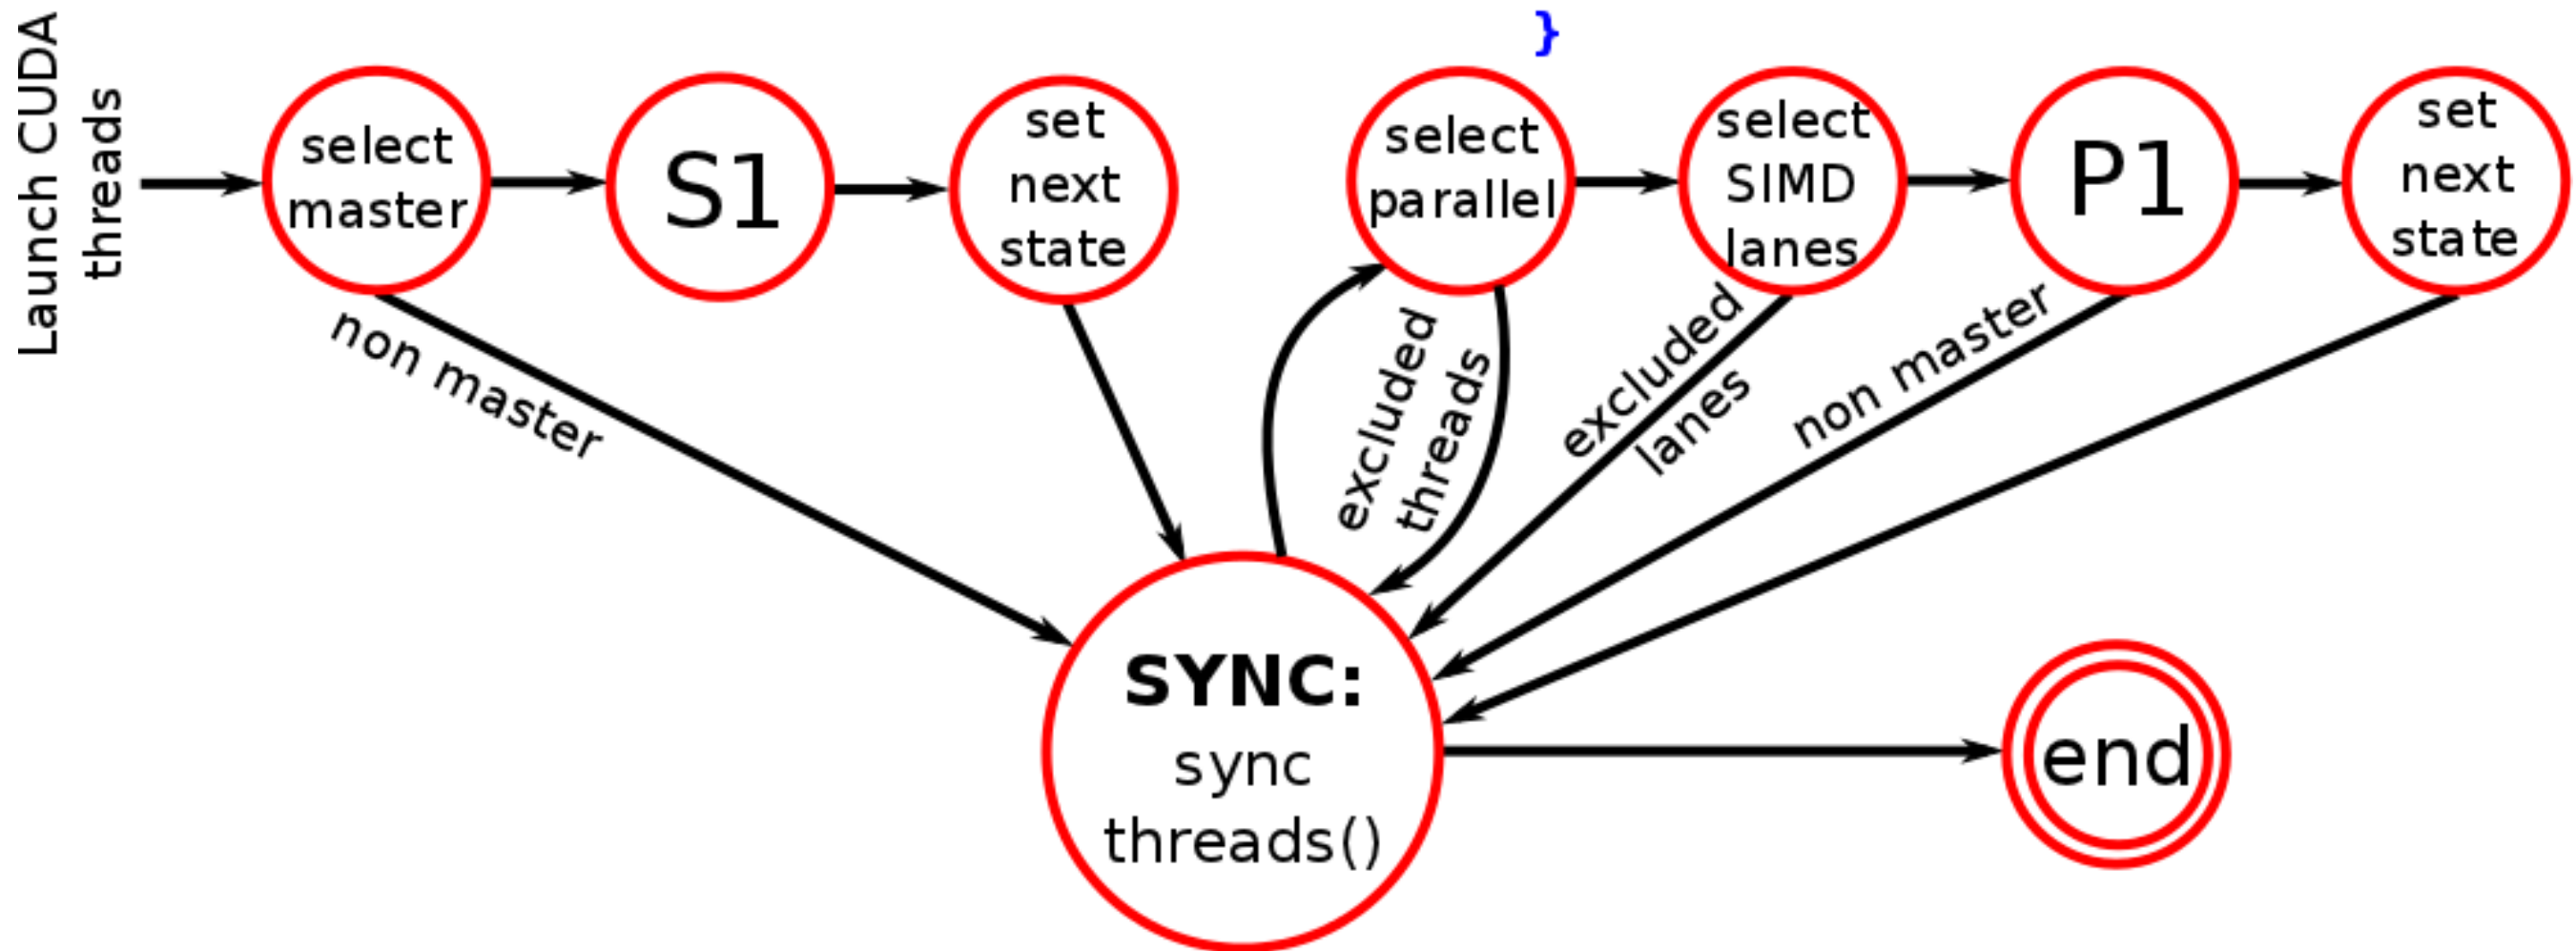 Launch CUDA
threads
select
master
S1
set
next
state
}
select
parallel
select
SIMD
lanes
P1
set
next
state
non master
excluded
threads
excluded
lanes
non master
SYNC:
sync
threads()
end